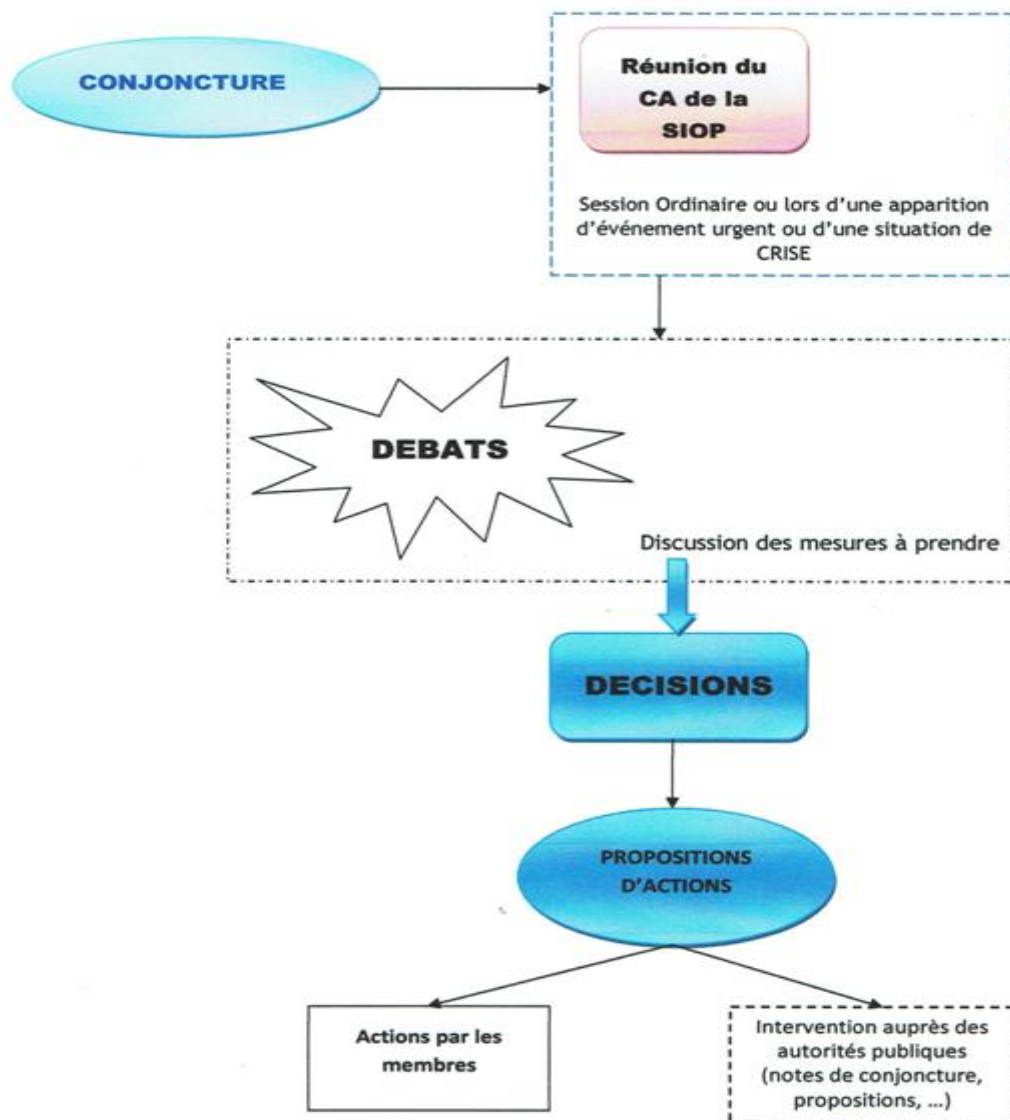 CONJONCTURE
Réunion du
CA de la
SIOP
Session Ordinaire ou lors d'une apparition
d'événement urgent ou d'une situation de
CRISE
DEBATS
Discussion des mesures à prendre
DECISIONS
PROPOSITIONS
D'ACTIONS
Actions par les
membres
Intervention auprès des
autorités publiques
(notes de conjoncture,
propositions, ...)